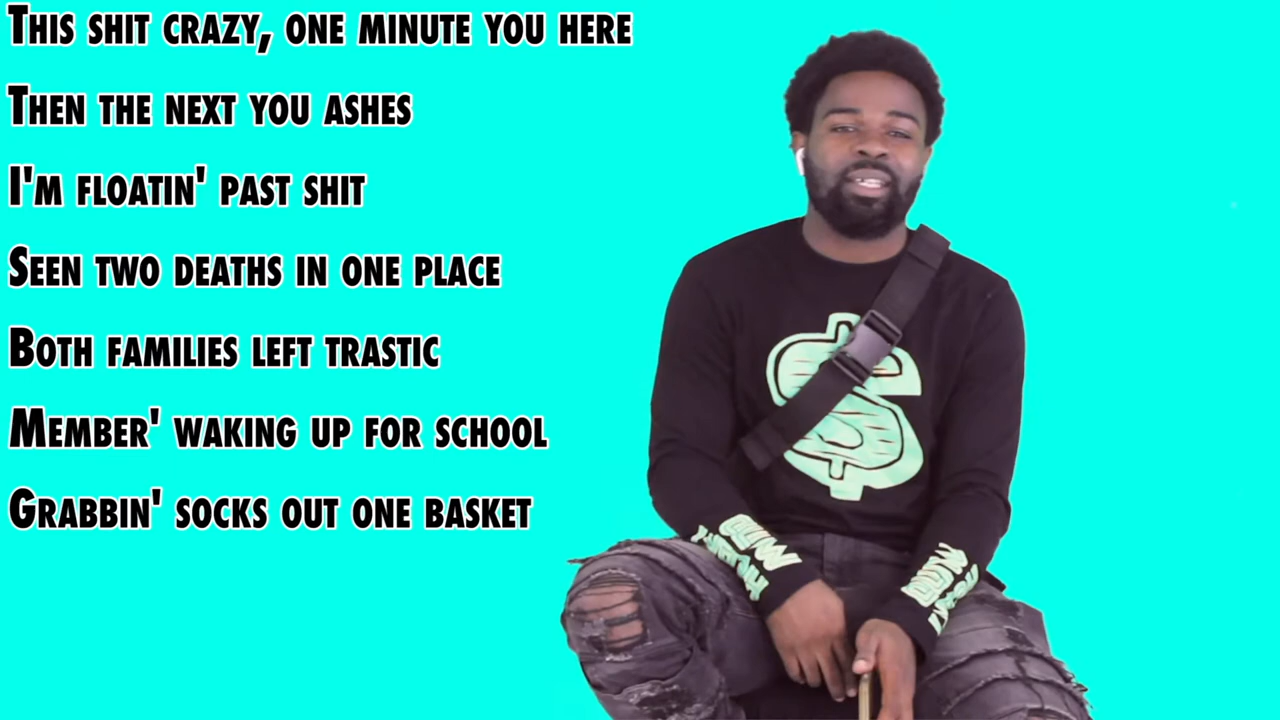 This shit crazy, one minute you here
Then the next you ashes
I'm floatin' past shit
Seen two deaths in one place
Both families left trastic
Member' waking up for school
Grabbin' socks out one basket